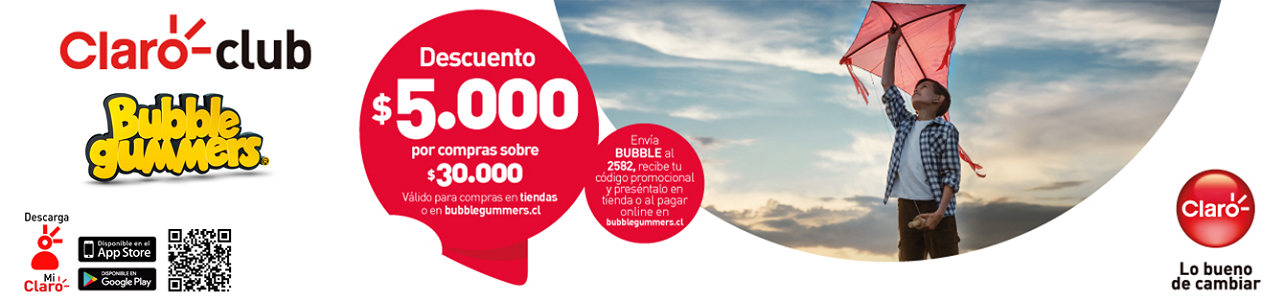 Claro-club
Bubble
gummers®
Descarga
Mi
Claro-
Disponible en el
App Store
DISPONIBLE EN
Google Play
Descuento
$5.000
por compras sobre
$30.000
Válido para compras en tiendas
o en bubblegummers.cl
Envía
BUBBLE al
2582, recibe tu
código promocional
y preséntalo en
tienda o al pagar
online en
bubblegummers.cl
Claro-
Lo bueno
de cambiar